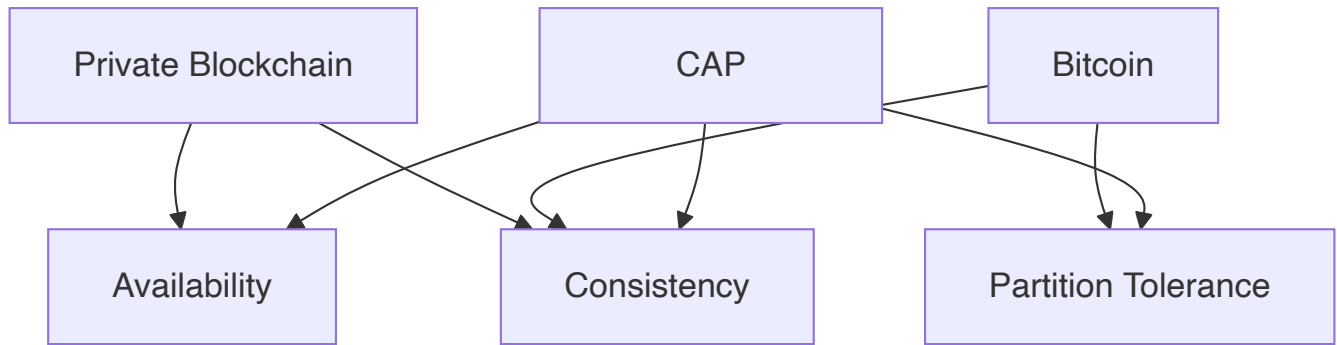 Private Blockchain
CAP
Bitcoin
Availability
Consistency
Partition Tolerance